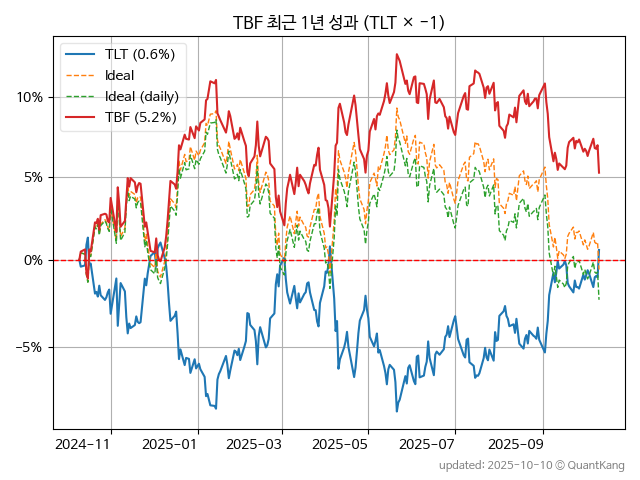 TBF 최근 1년 성과 (TLT × -1)
TLT (0.6%)
Ideal
Ideal (daily)
TBF (5.2%)
10%
5%
0%
−5%
2024-11
2025-01
2025-03
2025-05
2025-07
2025-09
updated: 2025-10-10 © QuantKang